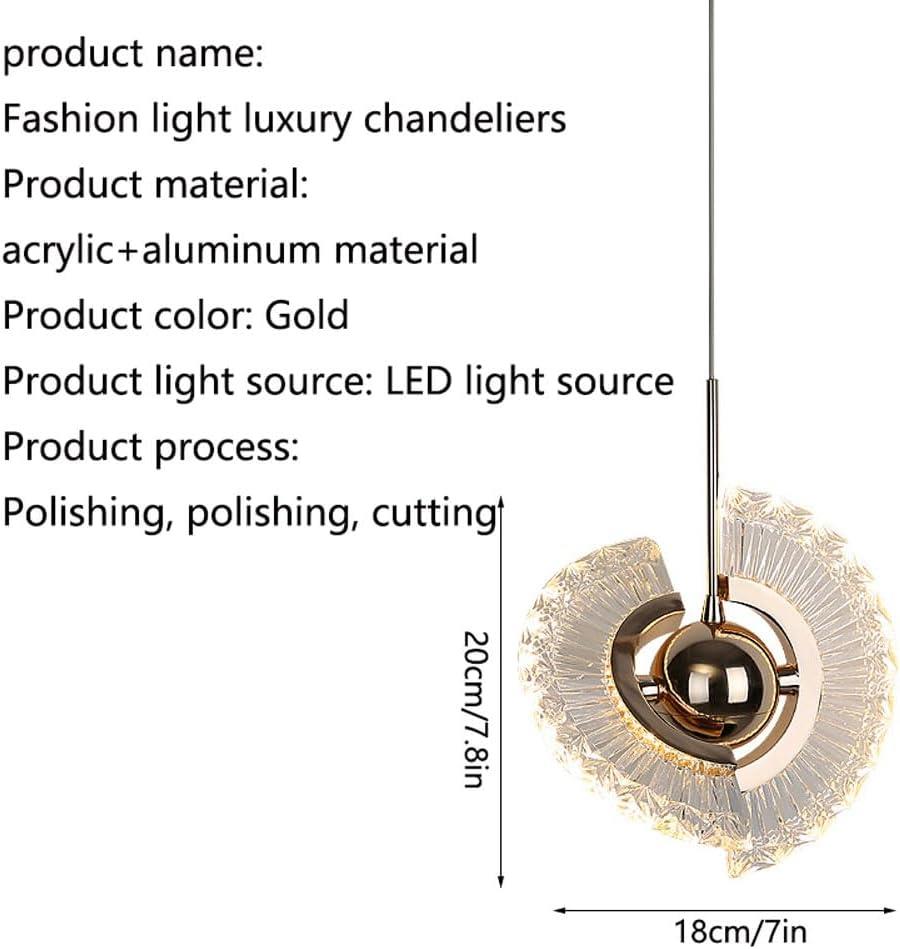 product name:
Fashion light luxury chandeliers
Product material:
acrylic+aluminum material
Product color: Gold
Product light source: LED light source
Product process:
Polishing, polishing, cutting
20cm/7.8in
18cm/7in